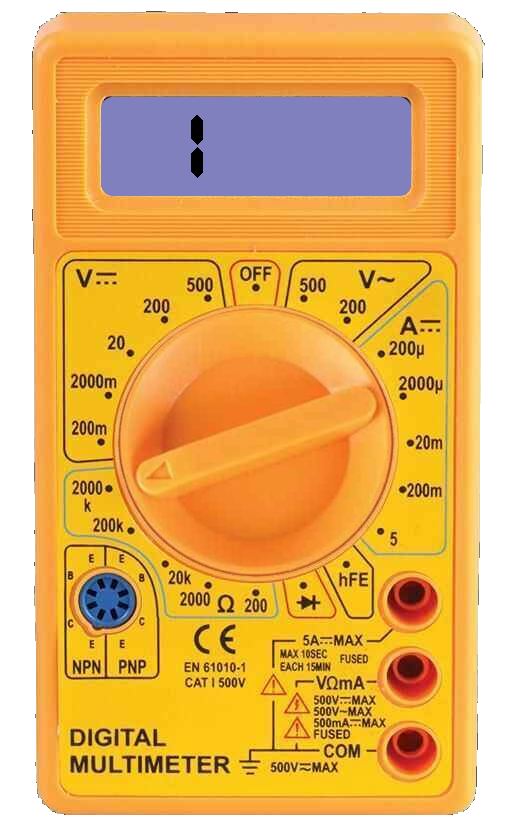 1
OFF
V⎓
500
200
20
2000m
200m
2000
k
200k
20k
2000
Ω
200
500
V~
200
A⎓
200µ
2000µ
20m
200m
5
hFE
E E
B B
C C
E E
NPN PNP
CE
EN 61010-1
CAT I 500V
5A⎓MAX
MAX 10SEC
EACH 15MIN
FUSED
VΩmA
500V⎓MAX
500V~MAX
500mA⎓MAX
FUSED
COM
500V≂MAX
DIGITAL
MULTIMETER